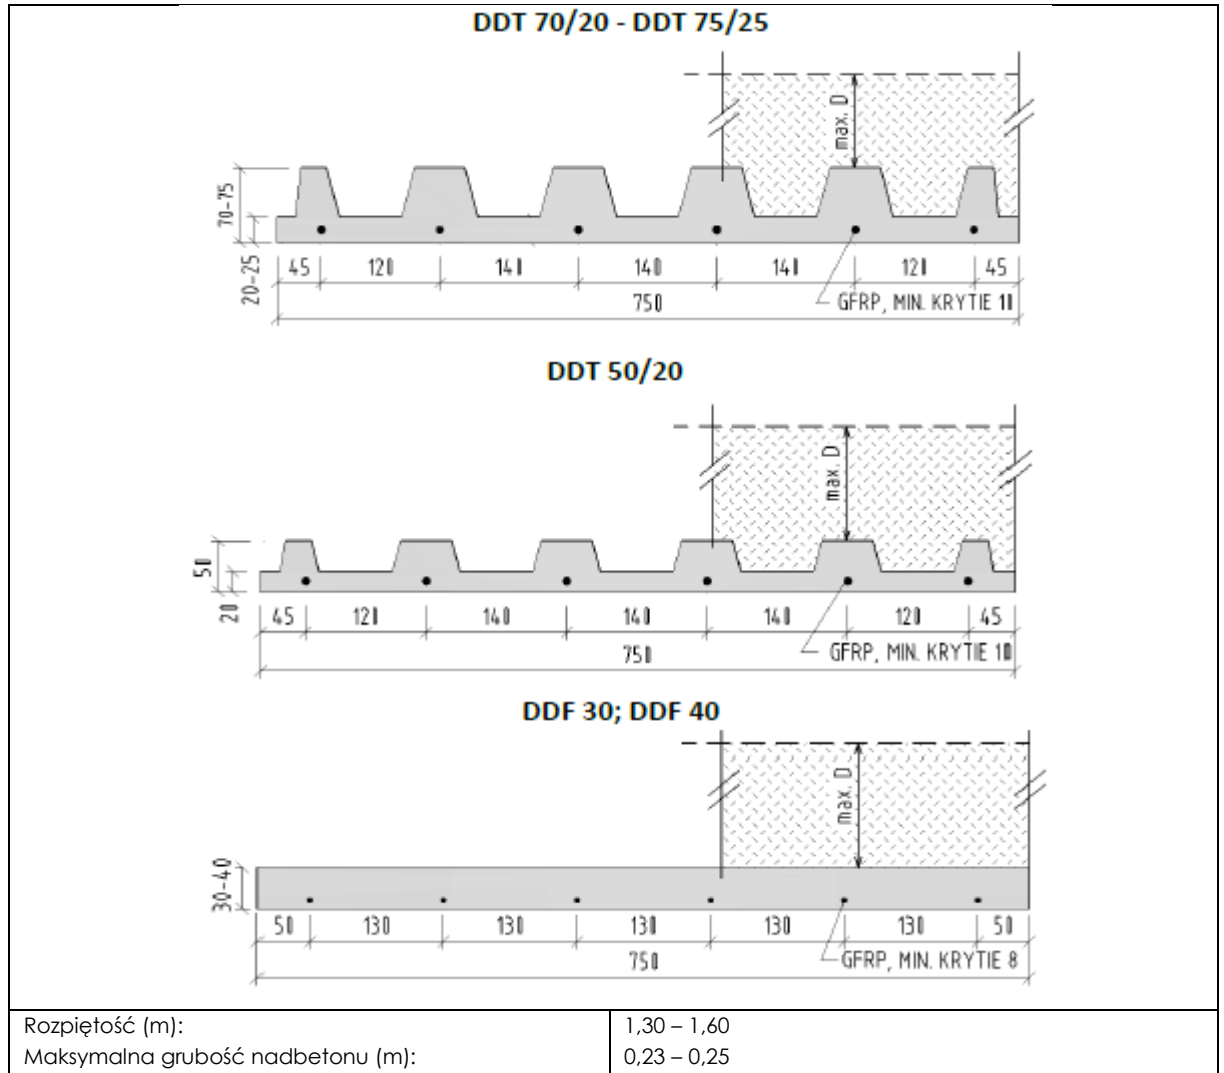 DDT 70/20 - DDT 75/25
max. D
70-75
20-25
45 120 140 140 140 120 45
750
GFRP, MIN. KRYTIE 10
DDT 50/20
max. D
50
20
45 120 140 140 140 120 45
750
GFRP, MIN. KRYTIE 10
DDF 30; DDF 40
max. D
30-40
50 130 130 130 130 130 50
750
GFRP, MIN. KRYTIE 8
Rozpiętość (m): 1,30 – 1,60
Maksymalna grubość nadbetonu (m): 0,23 – 0,25